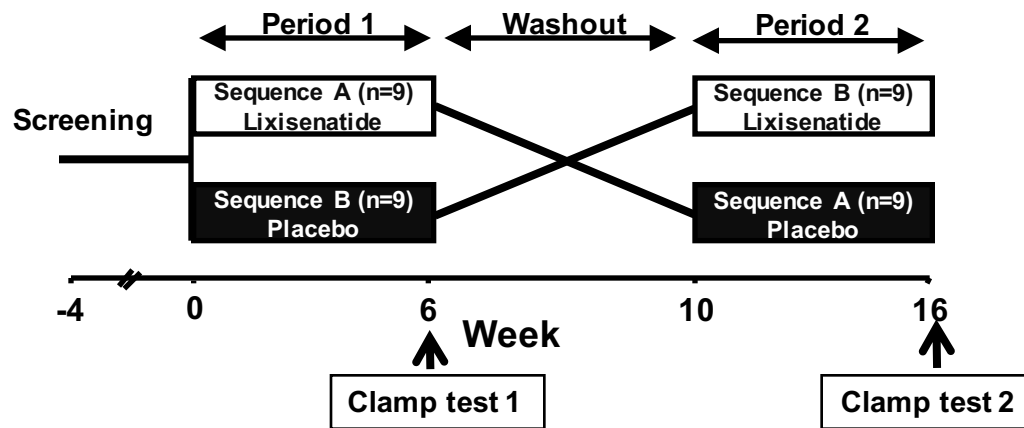 Period 1 Washout Period 2
Screening
Sequence A (n=9)
Lixisenatide
Sequence B (n=9)
Lixisenatide
Sequence B (n=9)
Placebo
Sequence A (n=9)
Placebo
-4 0 6 10 16
Week
Clamp test 1 Clamp test 2